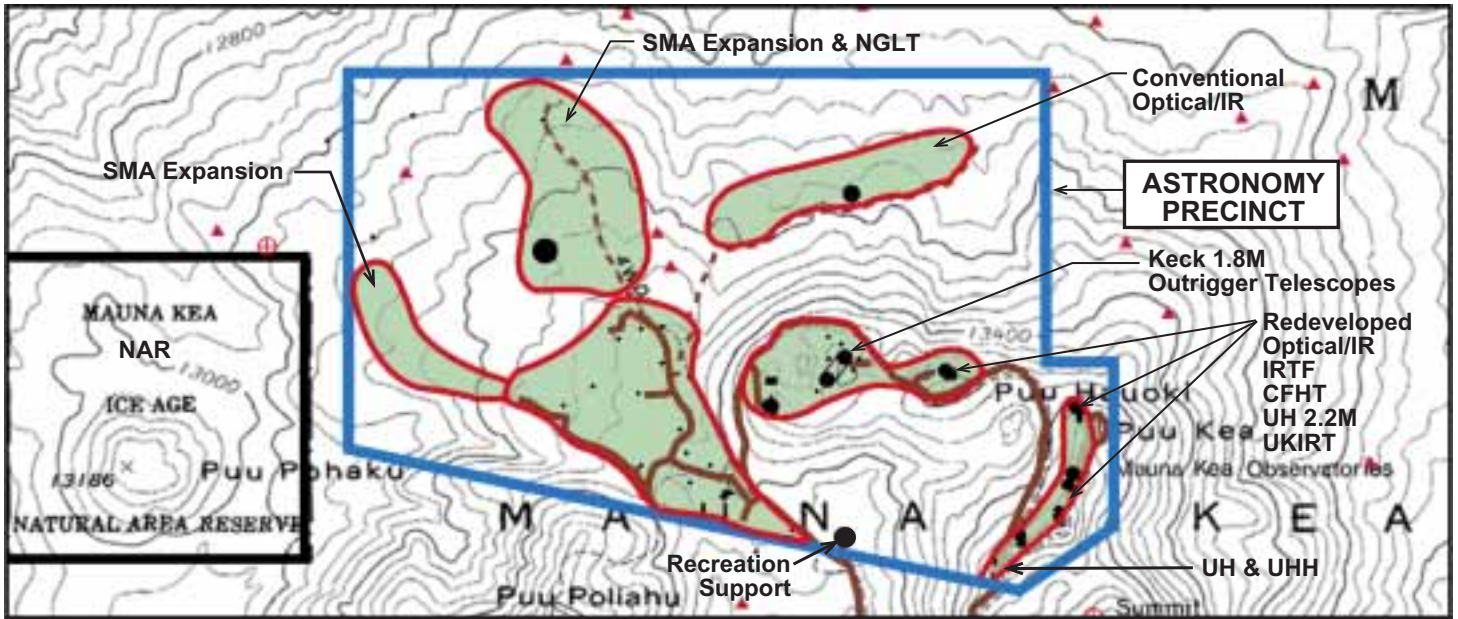 12800
SMA Expansion & NGLT
Conventional
Optical/IR
M
SMA Expansion
ASTRONOMY
PRECINCT
Keck 1.8M
Outrigger Telescopes
MAUNA KEA
NAR
13000
ICE AGE
13186
NATURAL AREA RESERVE
Puu Pohaku
13400
Redeveloped
Optical/IR
IRTF
CFHT
UH 2.2M
UKIRT
Puu Hauoki
Puu Kea
Mauna Kea Observatories
M A U N A K E A
Recreation
Support
UH & UHH
Puu Poliahu
Summit